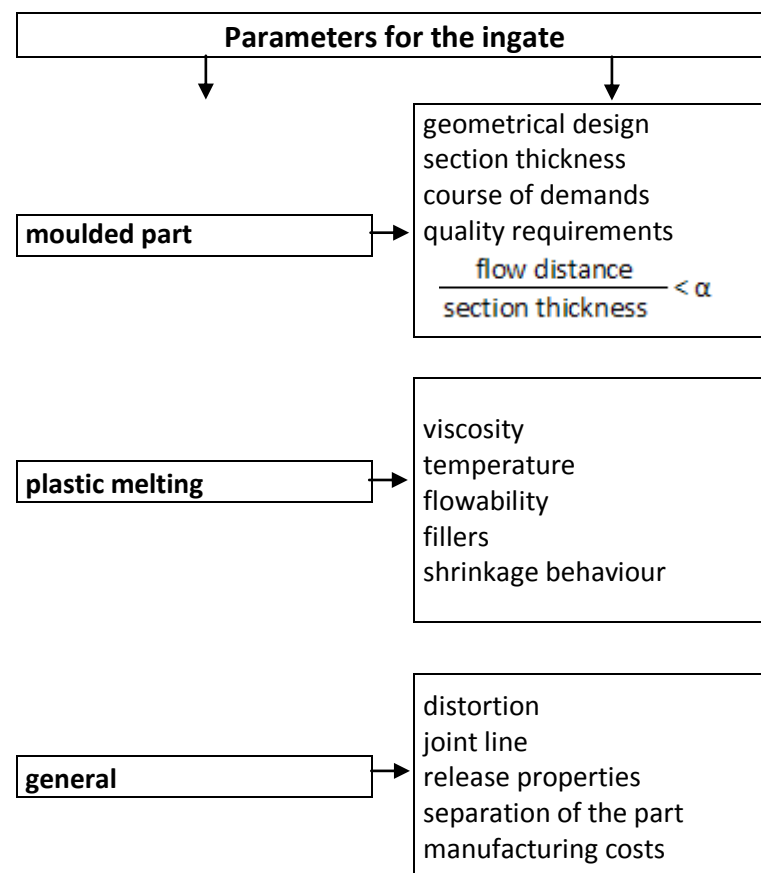 Parameters for the ingate
moulded part
geometrical design
section thickness
course of demands
quality requirements
flow distance
section thickness
< α
plastic melting
viscosity
temperature
flowability
fillers
shrinkage behaviour
general
distortion
joint line
release properties
separation of the part
manufacturing costs